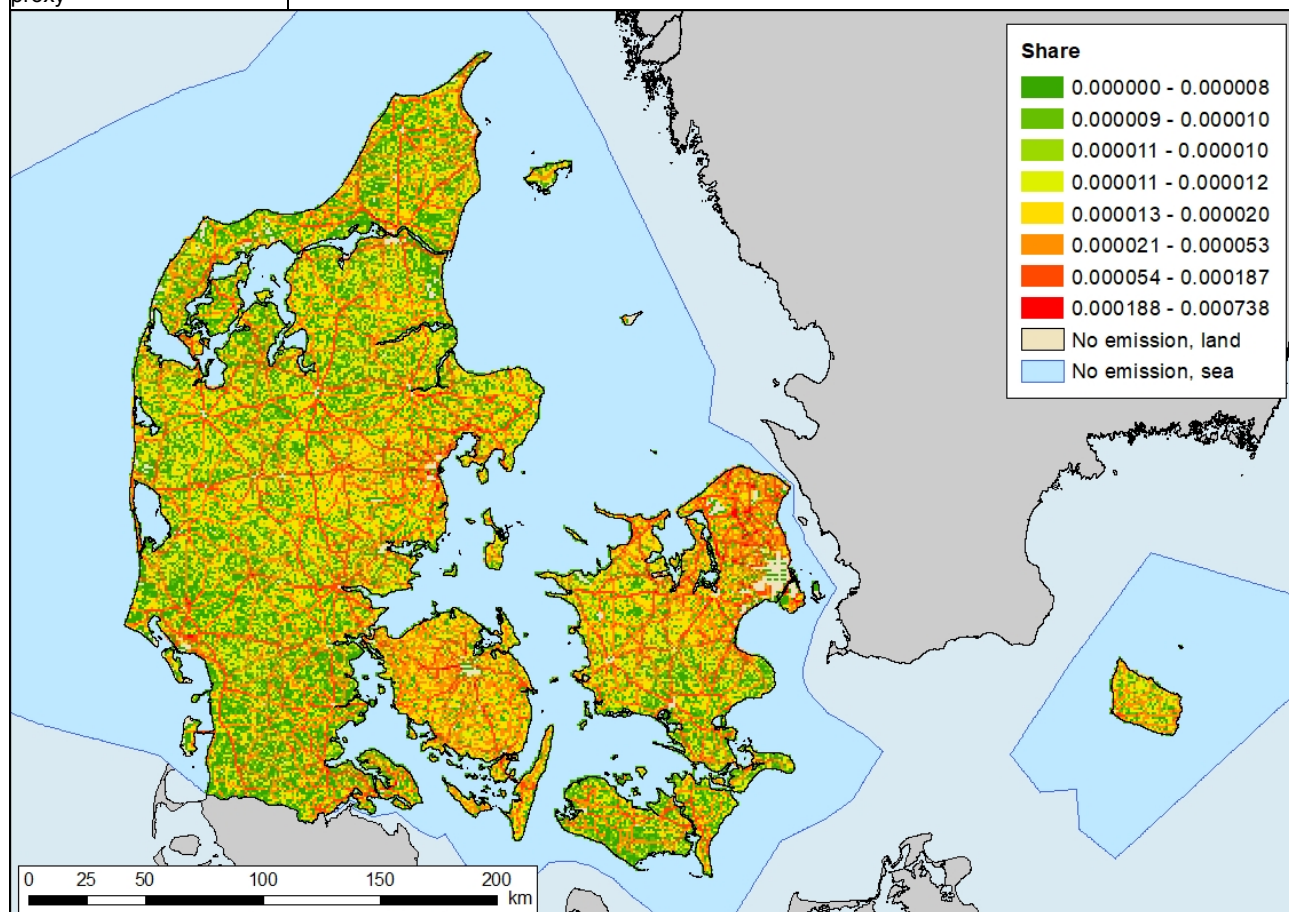 proxy
Share
0.000000 - 0.000008
0.000009 - 0.000010
0.000011 - 0.000010
0.000011 - 0.000012
0.000013 - 0.000020
0.000021 - 0.000053
0.000054 - 0.000187
0.000188 - 0.000738
No emission, land
No emission, sea
0 25 50 100 150 200
km